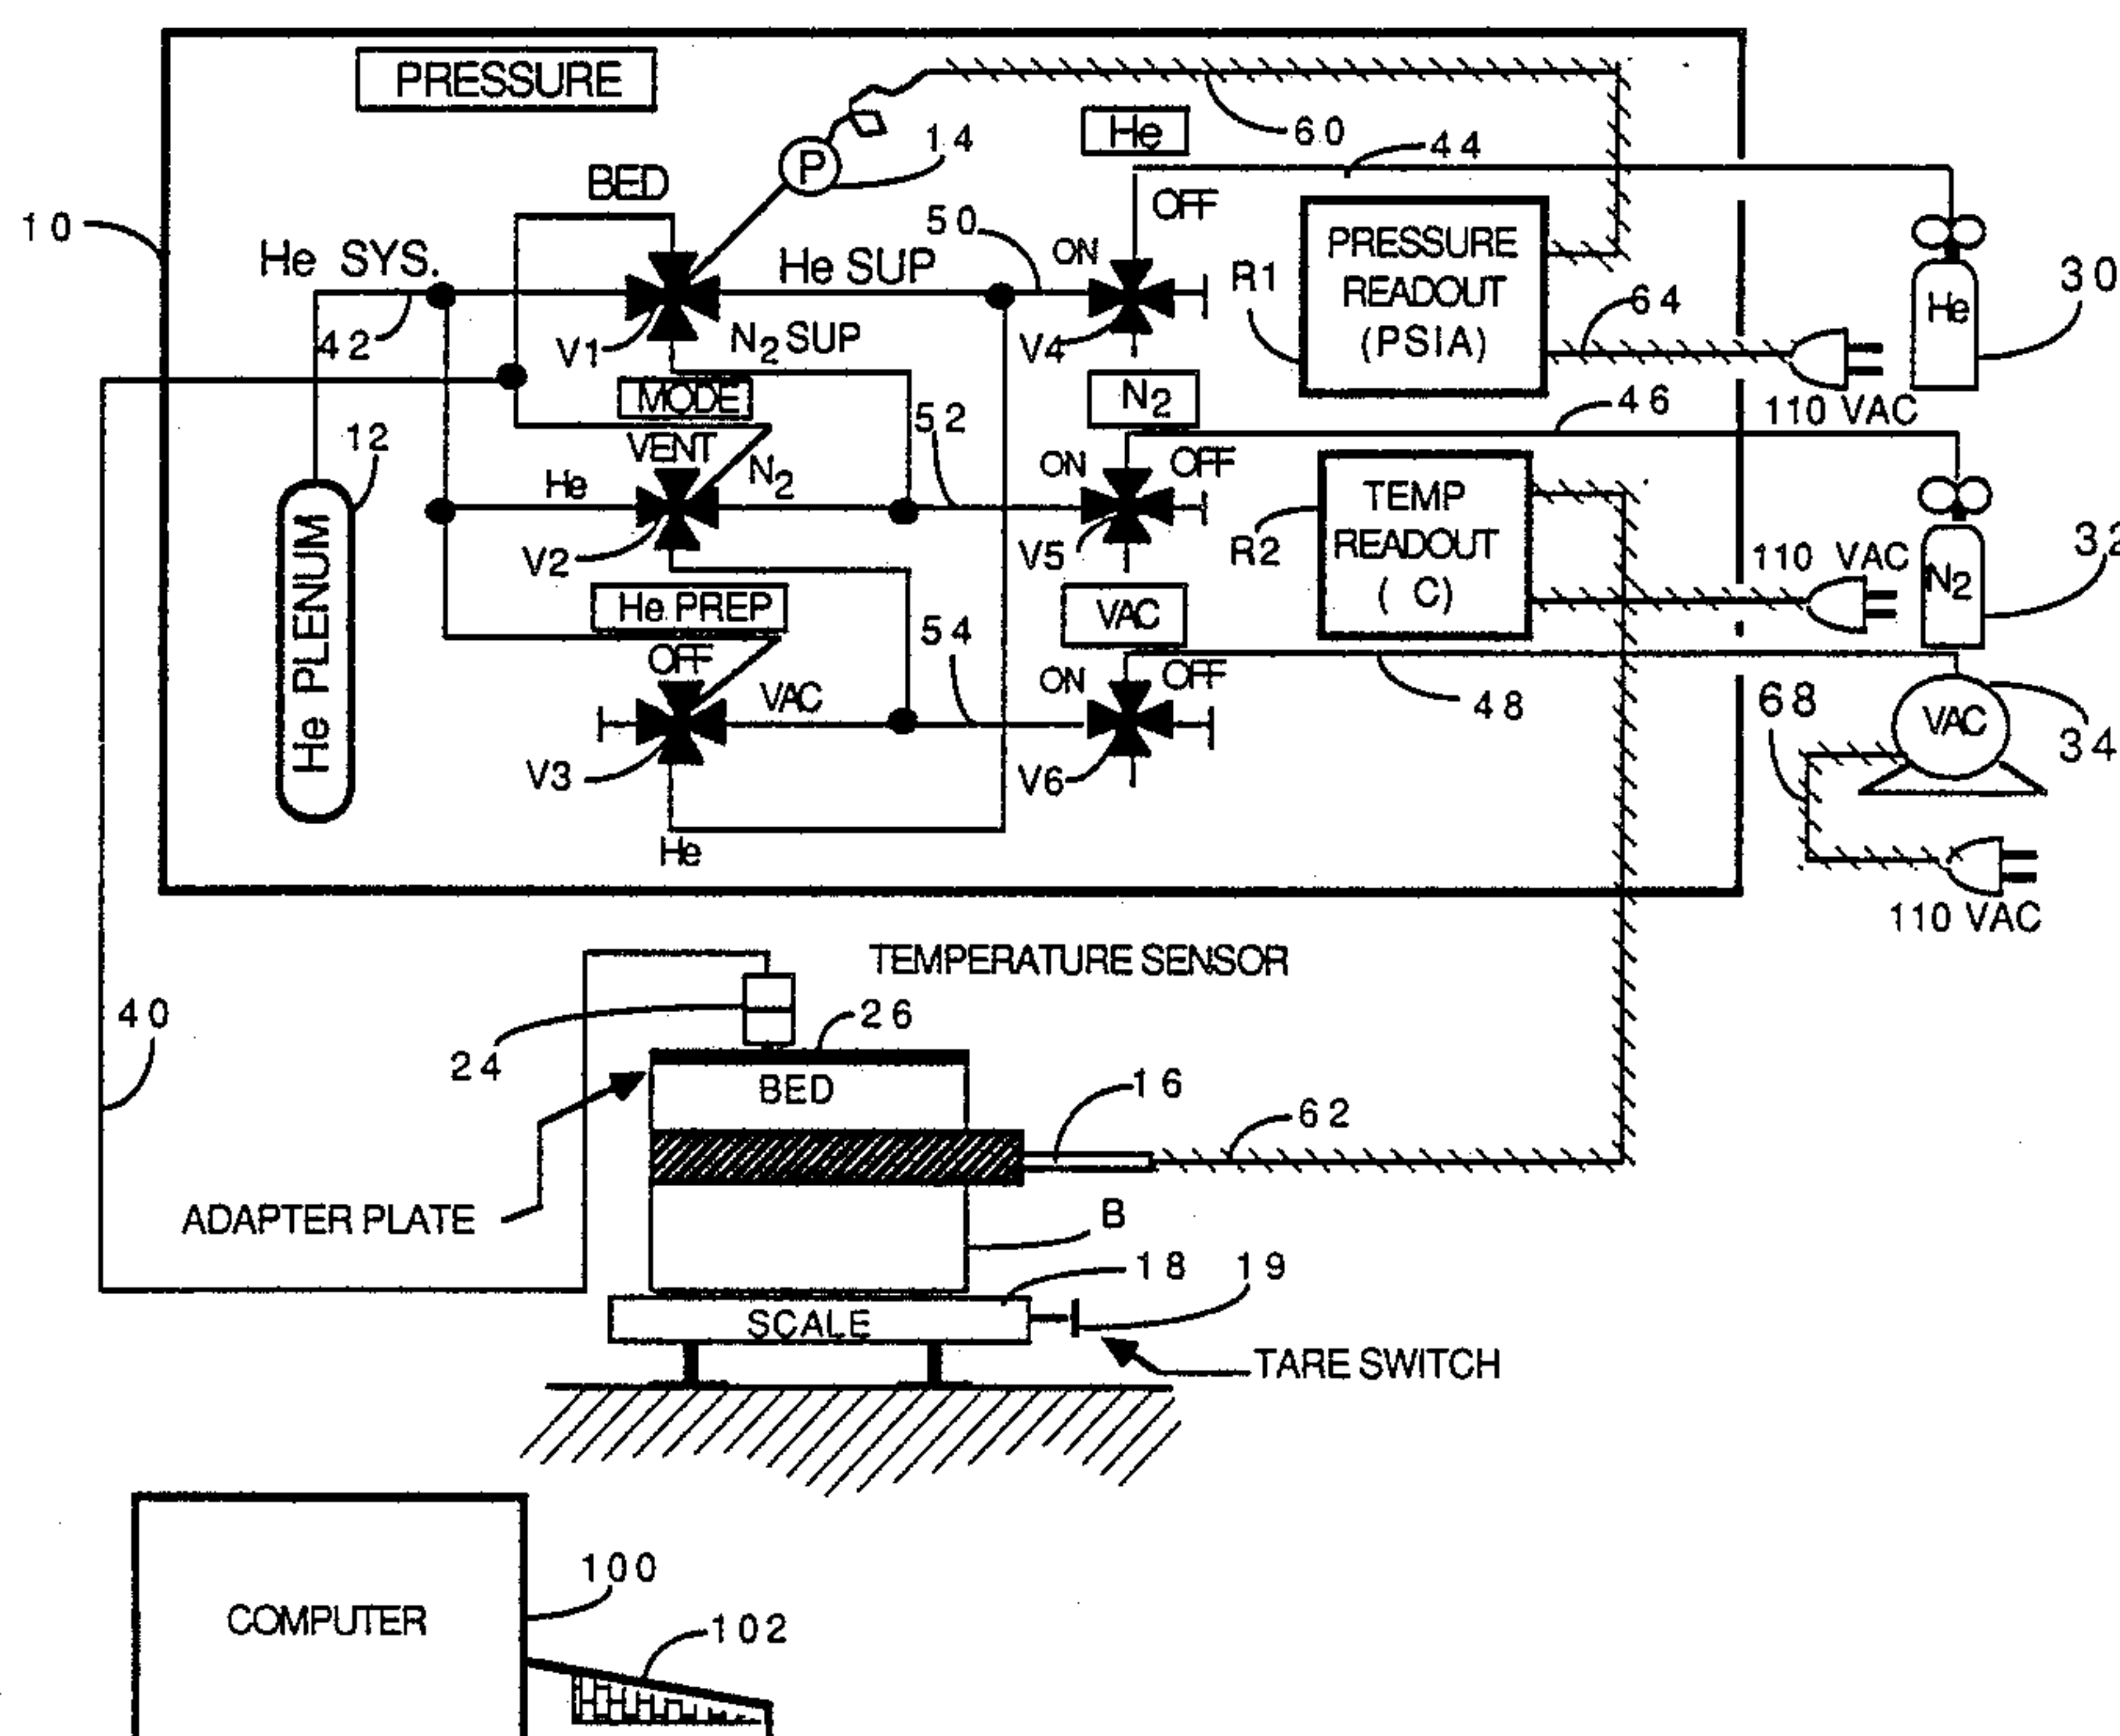 PRESSURE
He
60
14
44
BED
OFF
10
50
He SYS.
He SUP
ON
PRESSURE
READOUT
(PSIA)
R1
64
He
30
42
V1
N2 SUP
V4
MODE
N2
110 VAC
46
12
52
VENT
N2
He
ON
OFF
TEMP
READOUT
( C)
R2
V2
V5
110 VAC
N2
32
He PLENUM
He PREP
VAC
54
OFF
VAC
ON
OFF
48
68
VAC
34
V3
V6
He
110 VAC
TEMPERATURE SENSOR
40
24
26
BED
16
62
ADAPTER PLATE
B
18
19
SCALE
TARE SWITCH
100
COMPUTER
102
P